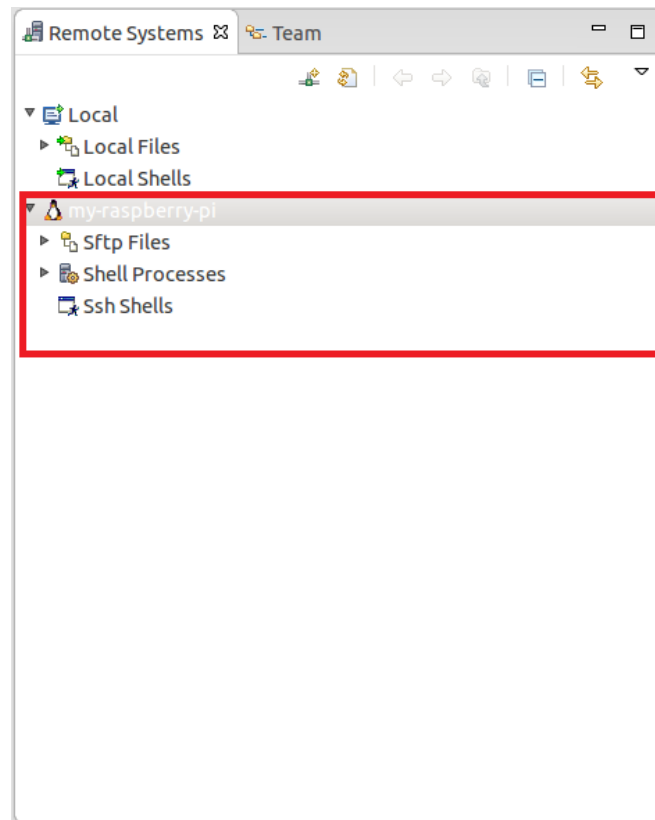 Remote Systems Team
Local
Local Files
Local Shells
my-raspberry-pi
Sftp Files
Shell Processes
Ssh Shells